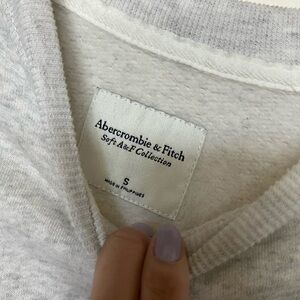 Abercrombie & Fitch
Soft A&F Collection
S
MADE IN PHILIPPINES